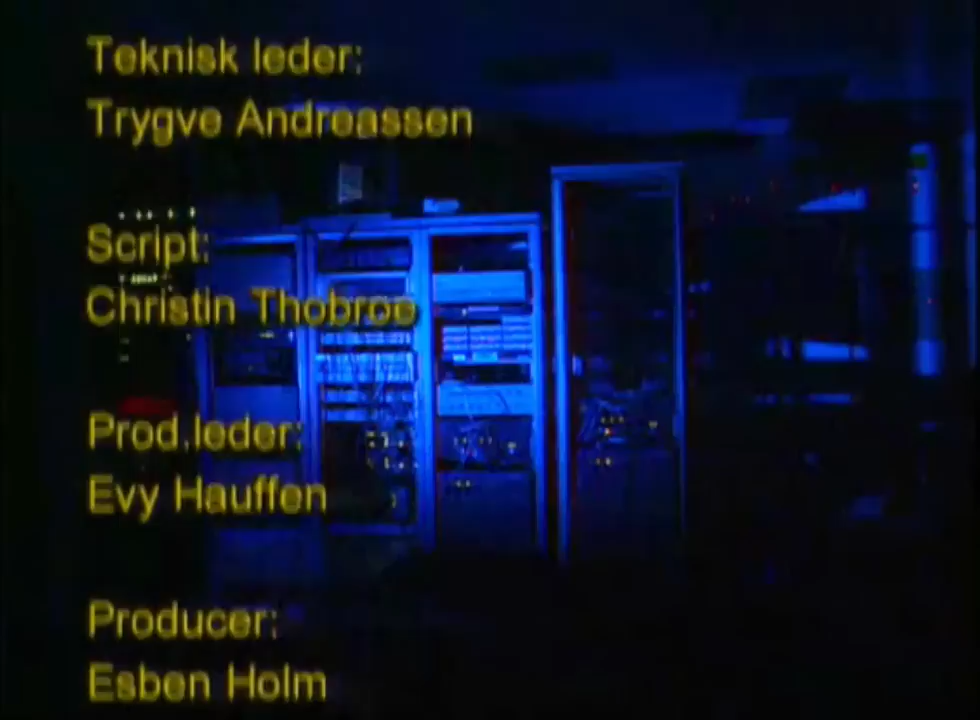 Teknisk leder:
Trygve Andreassen
Script:
Christin Thobroe
Prod.leder:
Evy Hauffen
Producer:
Esben Holm